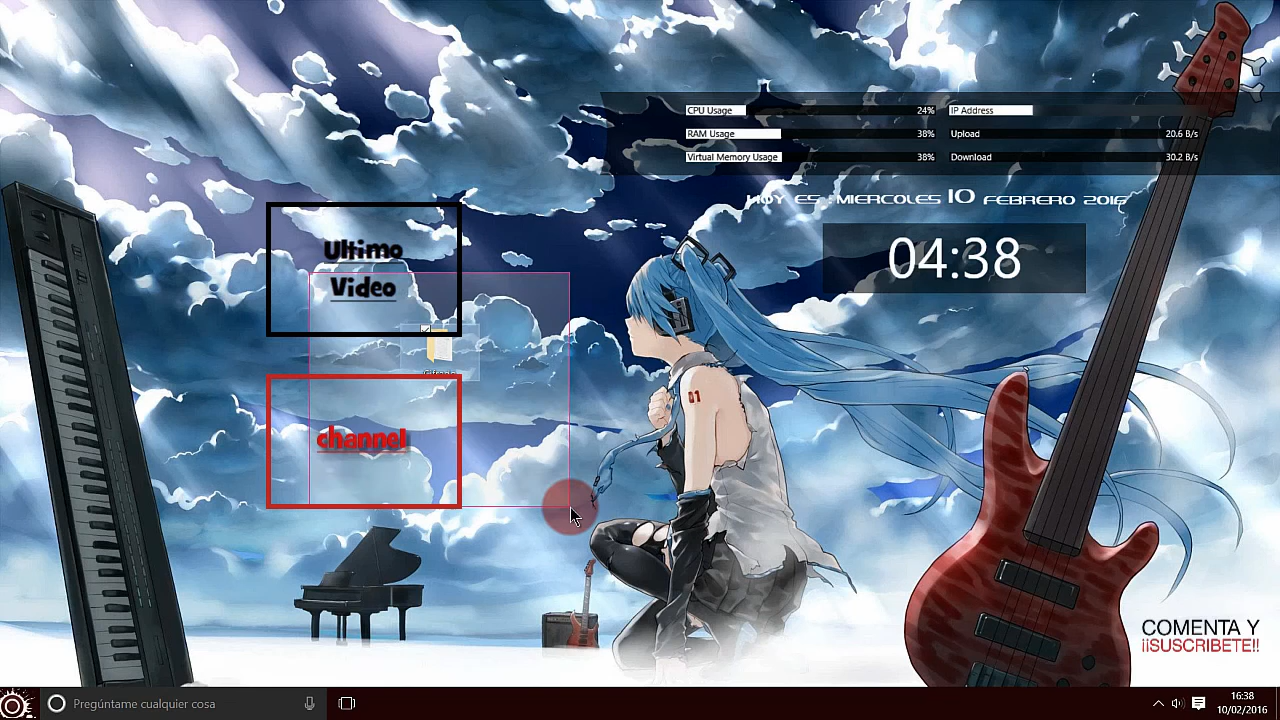 CPU Usage 24% IP Address
RAM Usage 38% Upload 20.6 B/s
Virtual Memory Usage 38% Download 30.2 B/s
HOY ES :MIERCOLES 10 FEBRERO 2016
04:38
Ultimo
Video
channel
01
COMENTA Y
¡¡SUSCRIBETE!!
Pregúntame cualquier cosa
16:38
10/02/2016